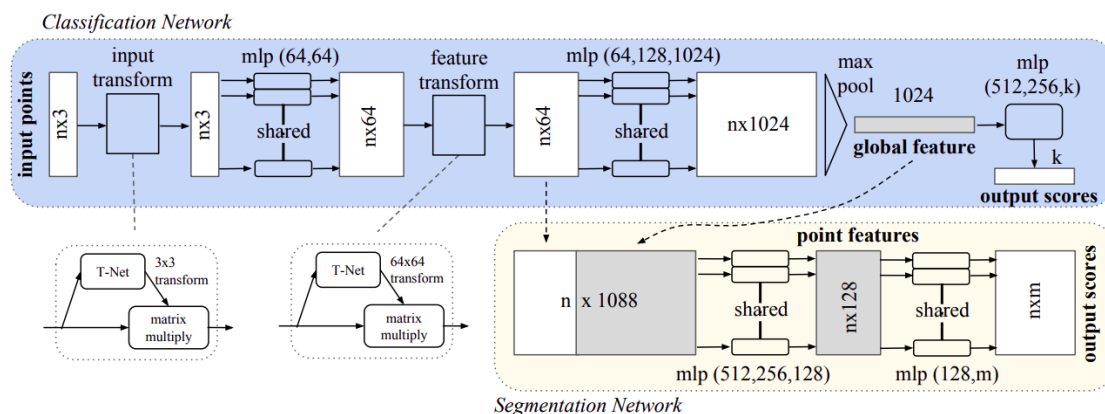 Classification Network
input points
nx3
input
transform
nx3
mlp (64,64)
shared
nx64
feature
transform
nx64
mlp (64,128,1024)
shared
nx1024
max
pool
1024
global feature
mlp
(512,256,k)
k
output scores
T-Net
3x3
transform
matrix
multiply
T-Net
64x64
transform
matrix
multiply
point features
n x 1088
shared
mlp (512,256,128)
nx128
shared
mlp (128,m)
nxm
output scores
Segmentation Network